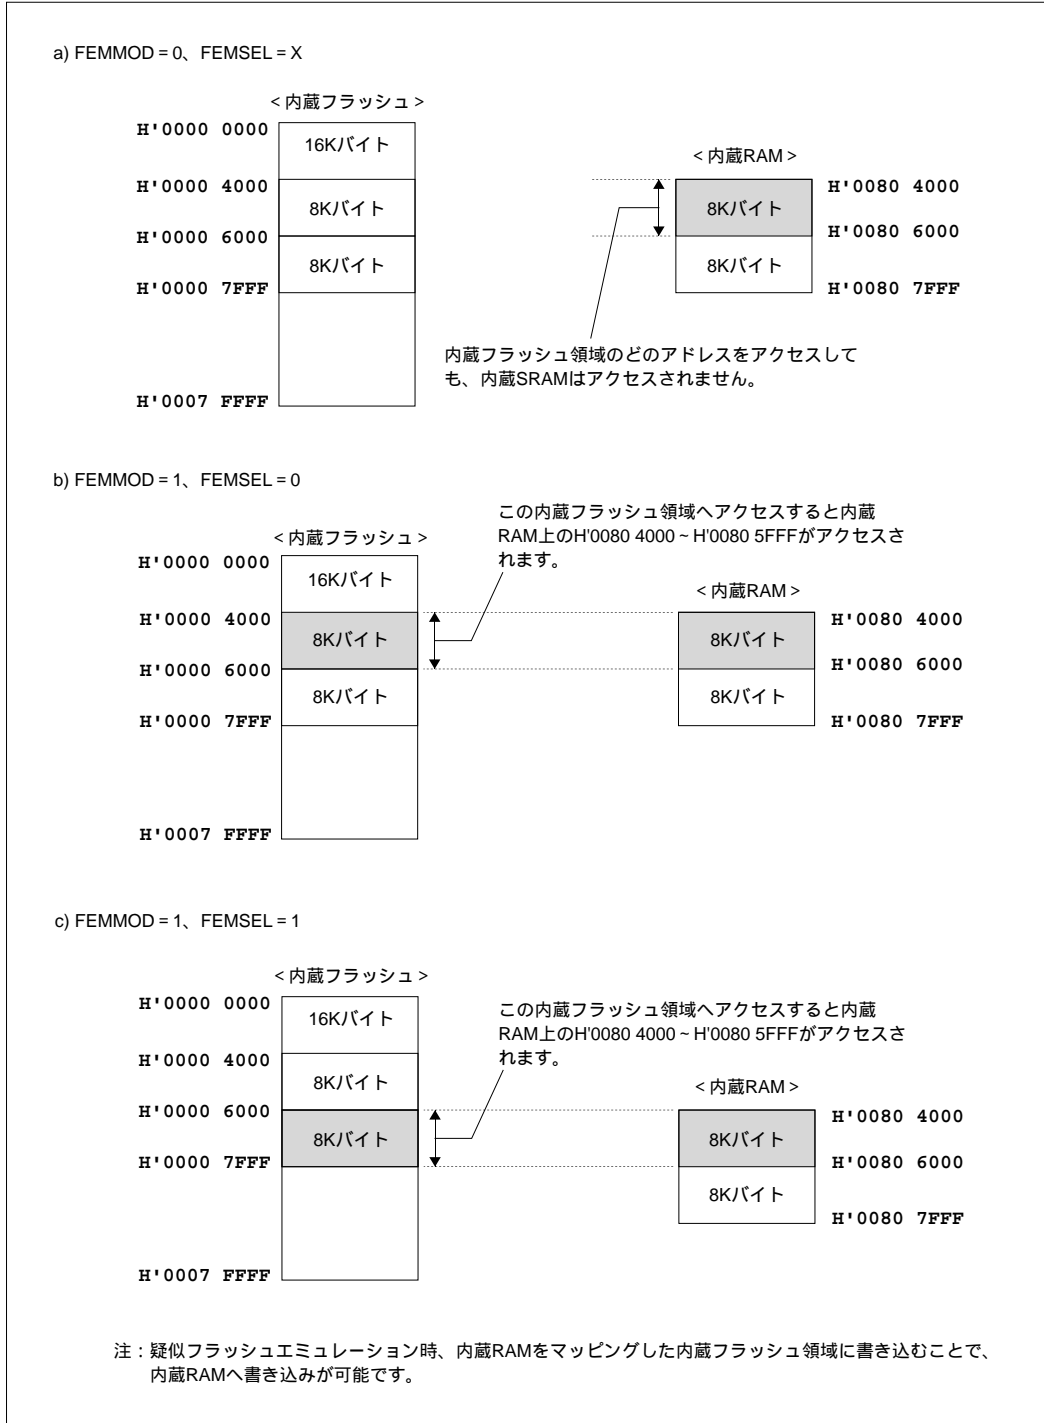 a) FEMMOD = 0、FEMSEL = X
< 内蔵フラッシュ >
H'0000 0000
16Kバイト
< 内蔵RAM >
H'0000 4000
H'0080 4000
8Kバイト
8Kバイト
H'0000 6000
H'0080 6000
8Kバイト
8Kバイト
H'0000 7FFF
H'0080 7FFF
内蔵フラッシュ領域のどのアドレスをアクセスして
も、内蔵SRAMはアクセスされません。
H'0007 FFFF
b) FEMMOD = 1、FEMSEL = 0
この内蔵フラッシュ領域へアクセスすると内蔵
RAM上のH'0080 4000 ~ H'0080 5FFFがアクセスさ
れます。
< 内蔵フラッシュ >
H'0000 0000
16Kバイト
< 内蔵RAM >
H'0000 4000
H'0080 4000
8Kバイト
8Kバイト
H'0000 6000
H'0080 6000
8Kバイト
8Kバイト
H'0000 7FFF
H'0080 7FFF
H'0007 FFFF
c) FEMMOD = 1、FEMSEL = 1
< 内蔵フラッシュ >
H'0000 0000
16Kバイト
この内蔵フラッシュ領域へアクセスすると内蔵
RAM上のH'0080 4000 ~ H'0080 5FFFがアクセスさ
れます。
H'0000 4000
8Kバイト
< 内蔵RAM >
H'0000 6000
H'0080 4000
8Kバイト
8Kバイト
H'0000 7FFF
H'0080 6000
8Kバイト
H'0080 7FFF
H'0007 FFFF
注：疑似フラッシュエミュレーション時、内蔵RAMをマッピングした内蔵フラッシュ領域に書き込むことで、
内蔵RAMへ書き込みが可能です。